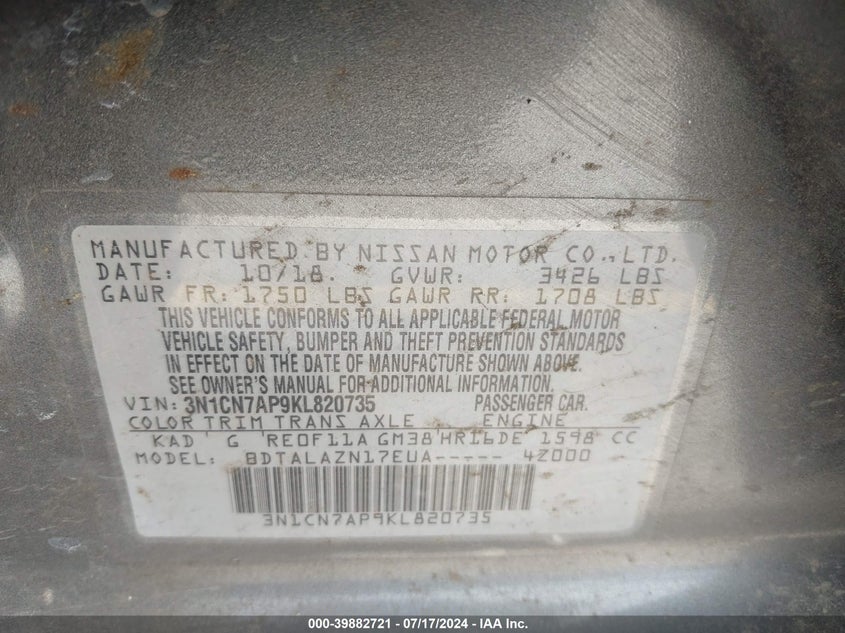 MANUFACTURED BY NISSAN MOTOR CO., LTD.
DATE: 10/18. GVWR: 3426 LBS
GAWR FR: 1750 LBS GAWR RR: 1708 LBS
THIS VEHICLE CONFORMS TO ALL APPLICABLE FEDERAL MOTOR
VEHICLE SAFETY, BUMPER AND THEFT PREVENTION STANDARDS
IN EFFECT ON THE DATE OF MANUFACTURE SHOWN ABOVE.
SEE OWNER'S MANUAL FOR ADDITIONAL INFORMATION.
VIN: 3N1CN7AP9KL820735 PASSENGER CAR.
COLOR TRIM TRANS AXLE ENGINE
KAD G RE0F11A GM38 HR16DE 1598 CC
MODEL: BDTALAZN17EUA----- 4Z000
3N1CN7AP9KL820735
000-39882721 - 07/17/2024 - IAA Inc.